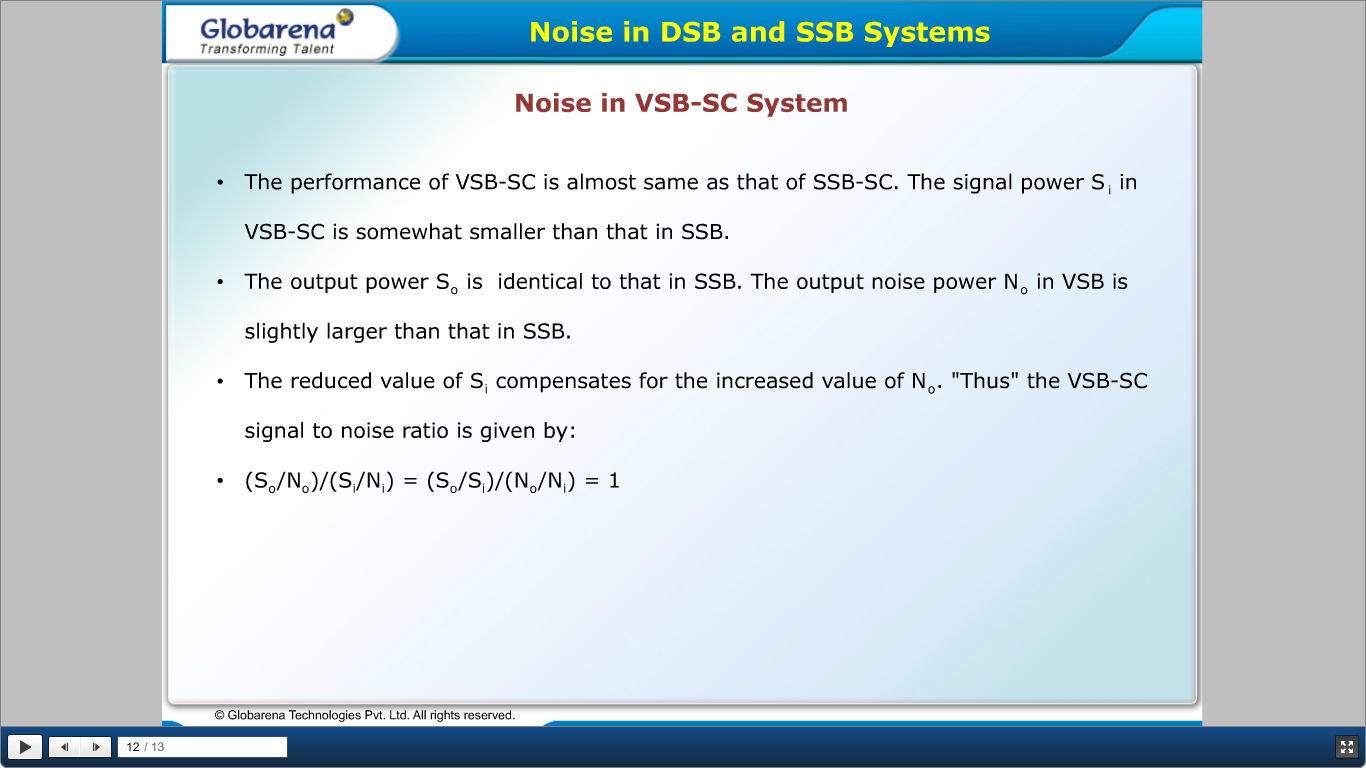 Globarena
Transforming Talent
Noise in DSB and SSB Systems
Noise in VSB-SC System
• The performance of VSB-SC is almost same as that of SSB-SC. The signal power Si in
VSB-SC is somewhat smaller than that in SSB.
• The output power So is  identical to that in SSB. The output noise power No in VSB is
slightly larger than that in SSB.
• The reduced value of Si compensates for the increased value of No. "Thus" the VSB-SC
signal to noise ratio is given by:
• (So/No)/(Si/Ni) = (So/Si)/(No/Ni) = 1
© Globarena Technologies Pvt. Ltd. All rights reserved.
12 / 13